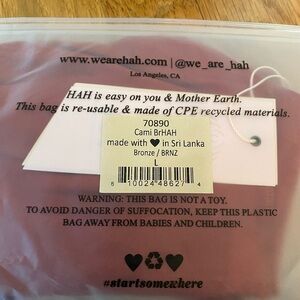 www.wearehah.com | @we_are_hah
Los Angeles, CA
HAH is easy on you & Mother Earth.
This bag is re-usable & made of CPE recycled materials.
70890
Cami BrHAH
made with ♥ in Sri Lanka
Bronze / BRNZ
L
6 10024 48627 4
WARNING: THIS BAG IS NOT A TOY.
TO AVOID DANGER OF SUFFOCATION, KEEP THIS PLASTIC
BAG AWAY FROM BABIES AND CHILDREN.
#startsomewhere